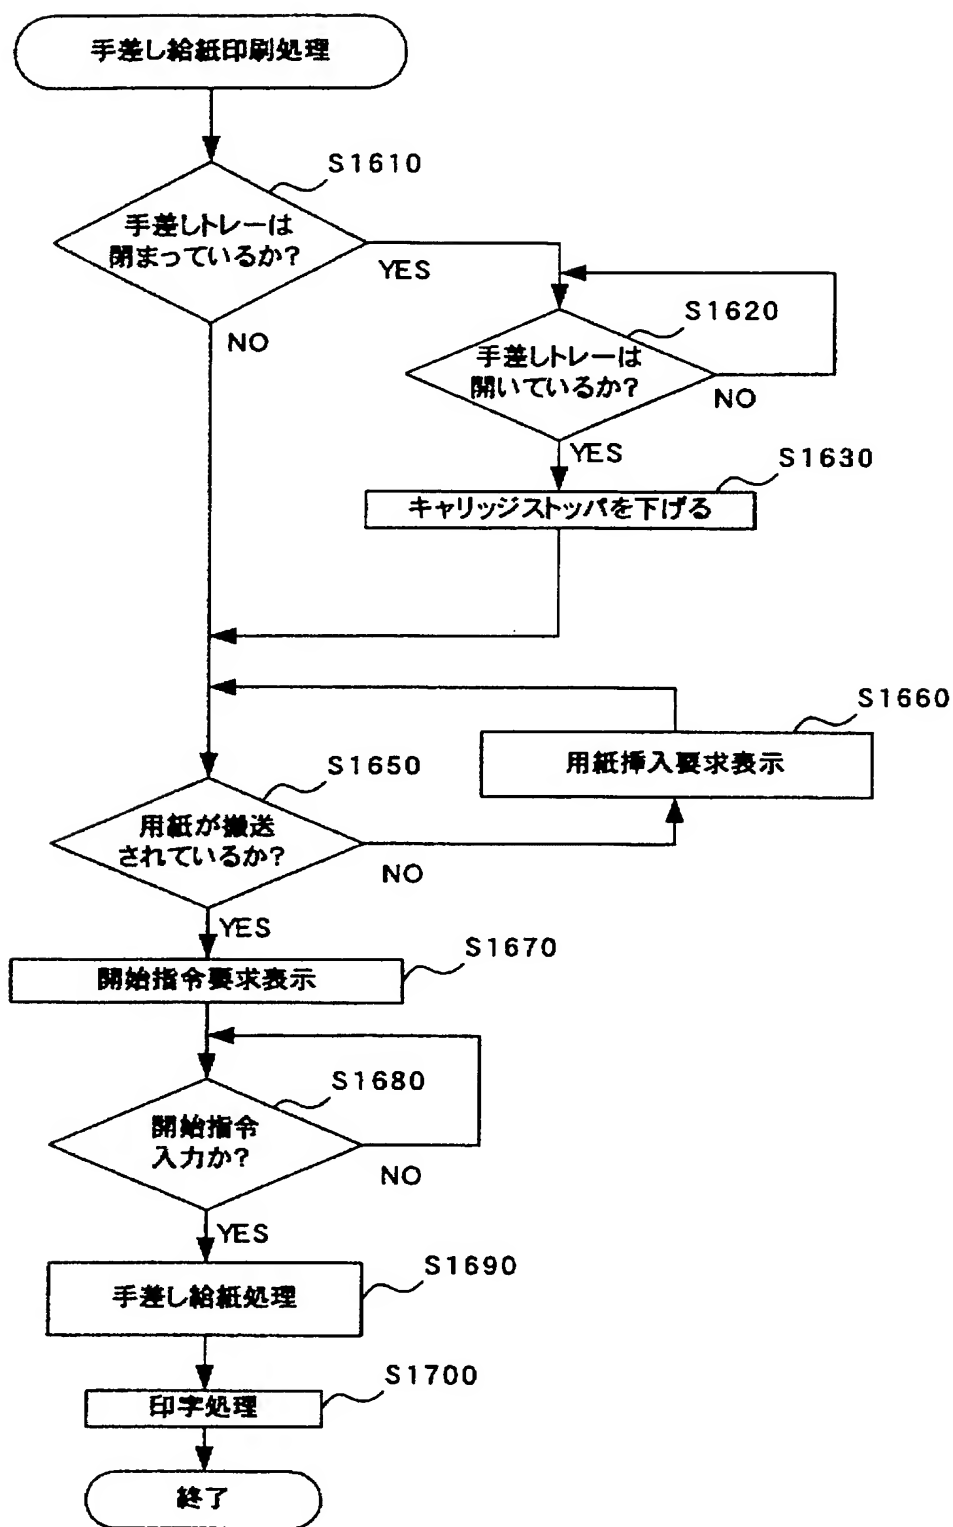 手差し給紙印刷処理
S1610
手差しトレーは
閉まっているか?
YES
NO
S1620
手差しトレーは
開いているか?
NO
YES
S1630
キャリッジストッパを下げる
S1660
用紙挿入要求表示
S1650
用紙が搬送
されているか?
NO
YES
S1670
開始指令要求表示
S1680
開始指令
入力か?
NO
YES
S1690
手差し給紙処理
S1700
印字処理
終了